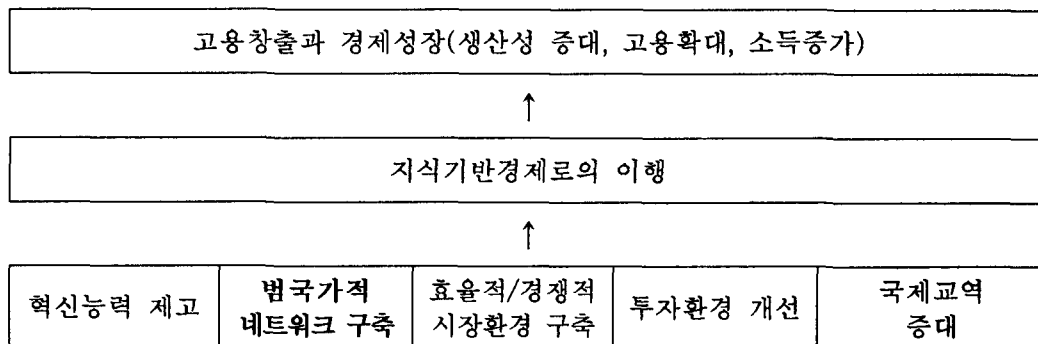 고용창출과 경제성장(생산성 증대, 고용확대, 소득증가)
↑
지식기반경제로의 이행
↑
혁신능력 제고
범국가적
네트워크 구축
효율적/경쟁적
시장환경 구축
투자환경 개선
국제교역
증대